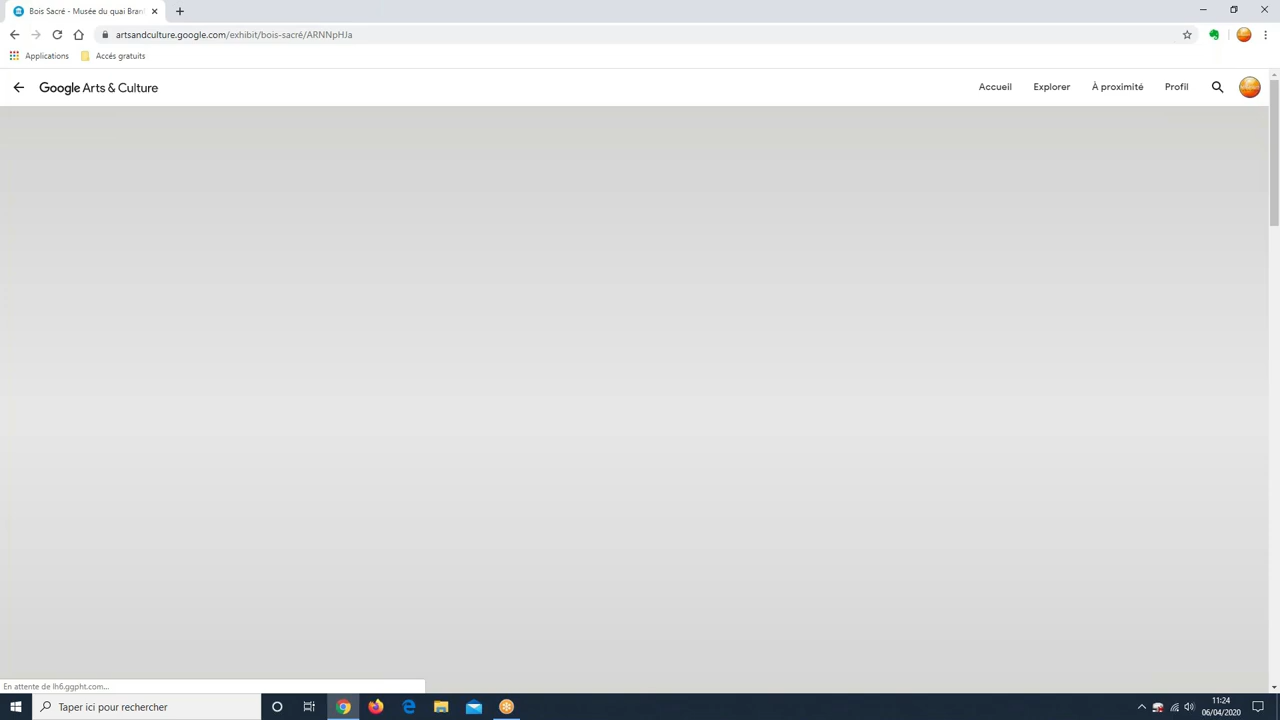 Bois Sacré - Musée du quai Bran
artsandculture.google.com/exhibit/bois-sacré/ARNNpHJa
Applications
Accés gratuits
Google Arts & Culture
Accueil
Explorer
À proximité
Profil
En attente de lh6.ggpht.com...
Taper ici pour rechercher
11:24
06/04/2020